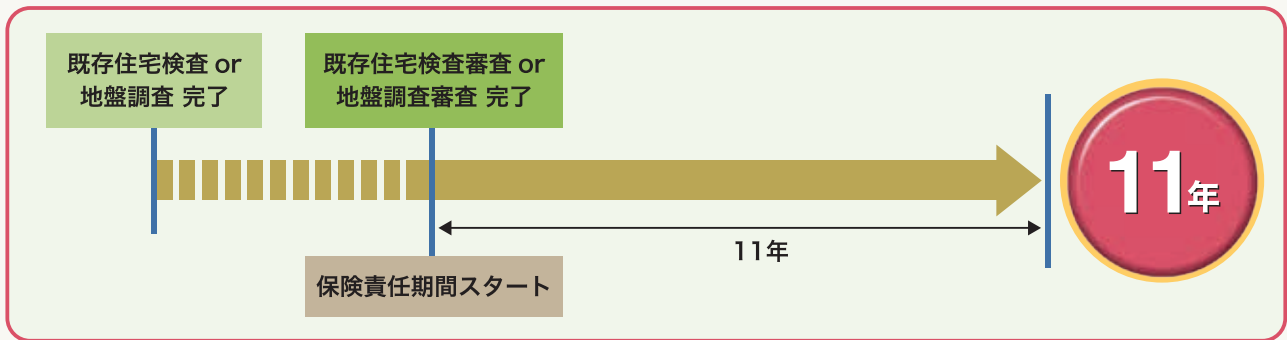 既存住宅検査 or
地盤調査 完了
既存住宅検査審査 or
地盤調査審査 完了
11年
11年
保険責任期間スタート